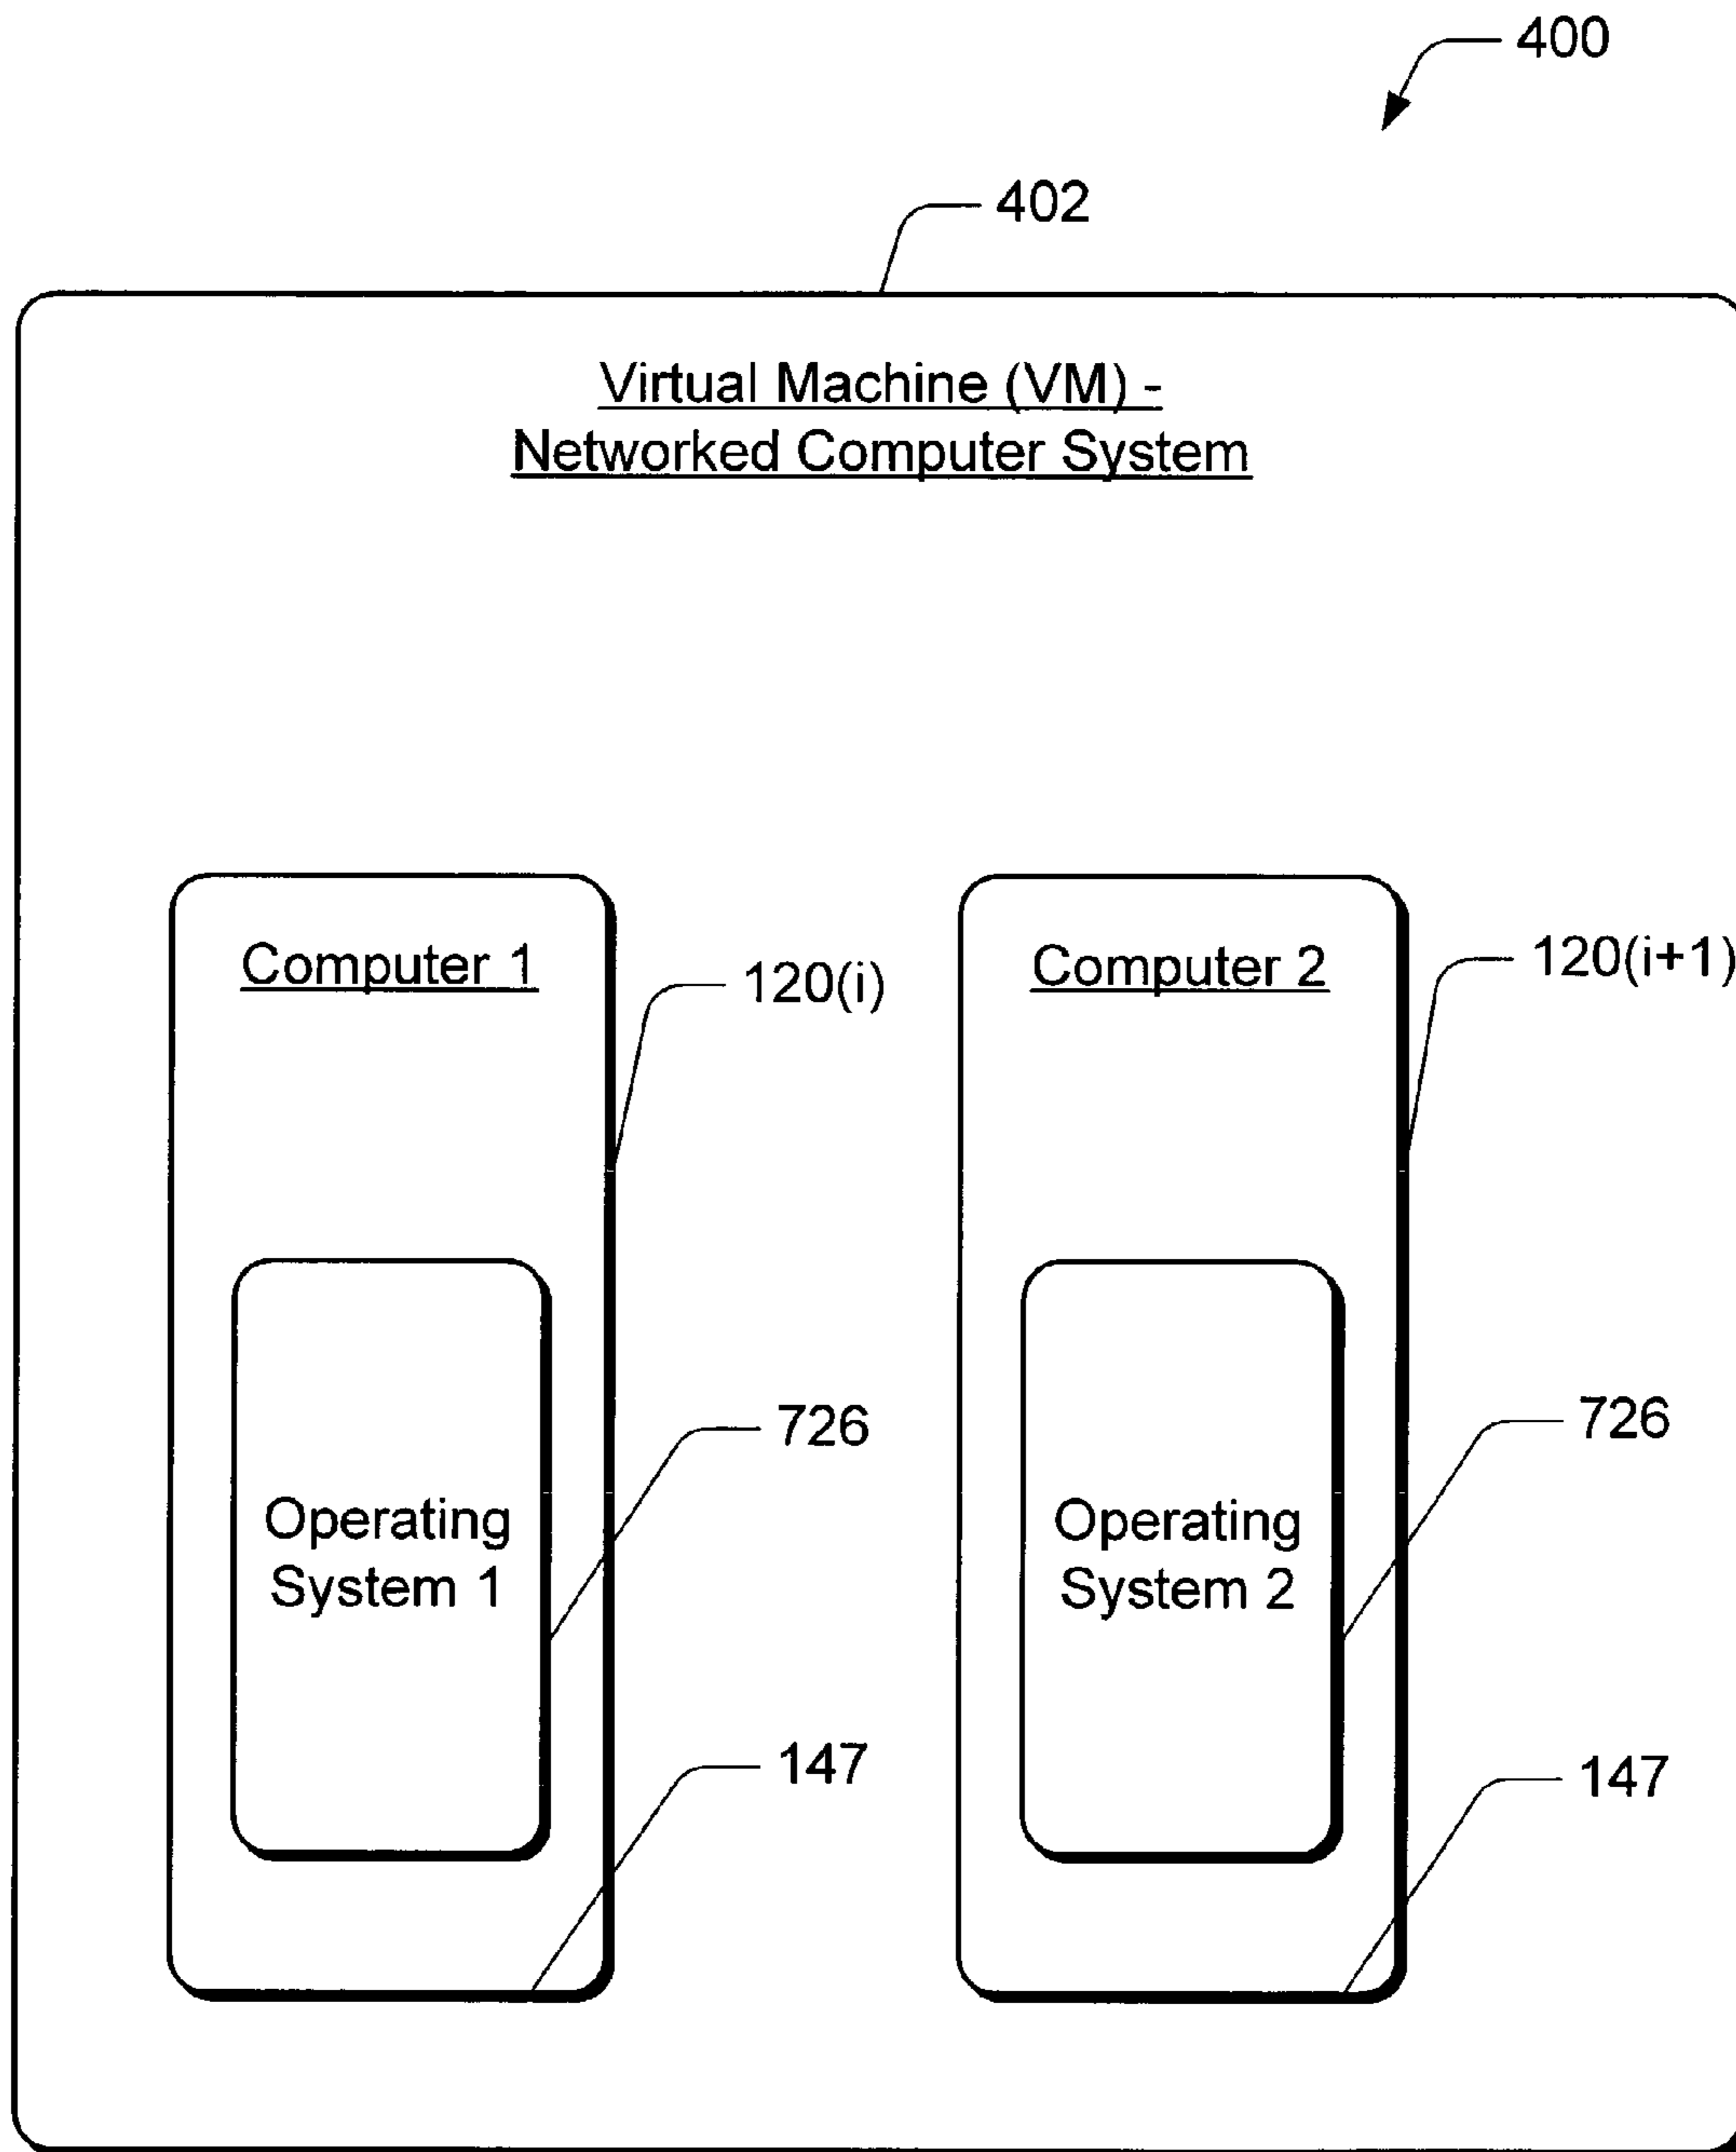 400
402
Virtual Machine (VM) -
Networked Computer System
Computer 1
120(i)
Computer 2
120(i+1)
Operating
System 1
726
Operating
System 2
726
147
147